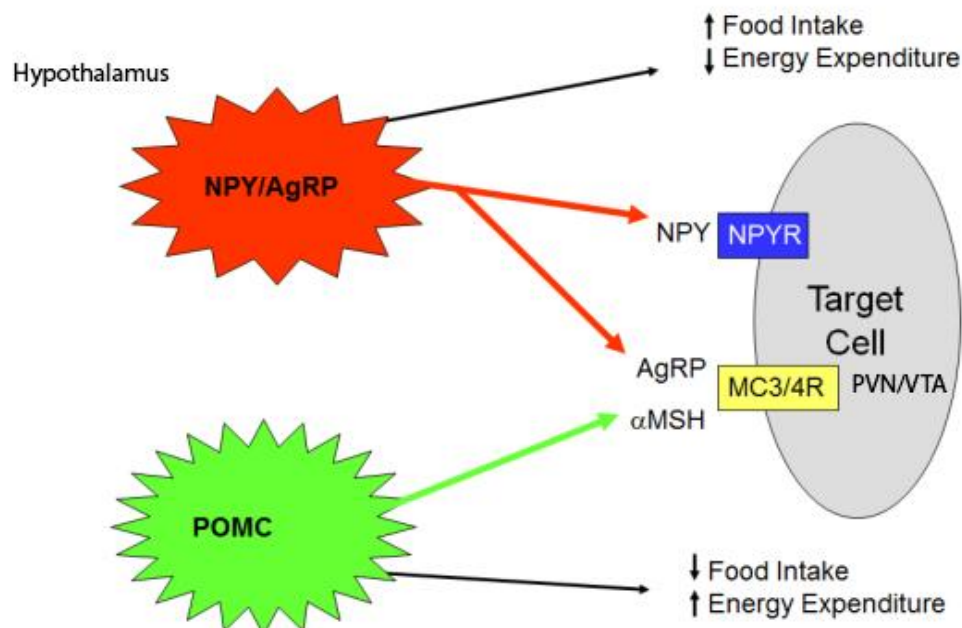 ↑ Food Intake
↓ Energy Expenditure
Hypothalamus
NPY/AgRP
NPY
NPYR
Target
Cell
AgRP
MC3/4R
PVN/VTA
αMSH
POMC
↓ Food Intake
↑ Energy Expenditure